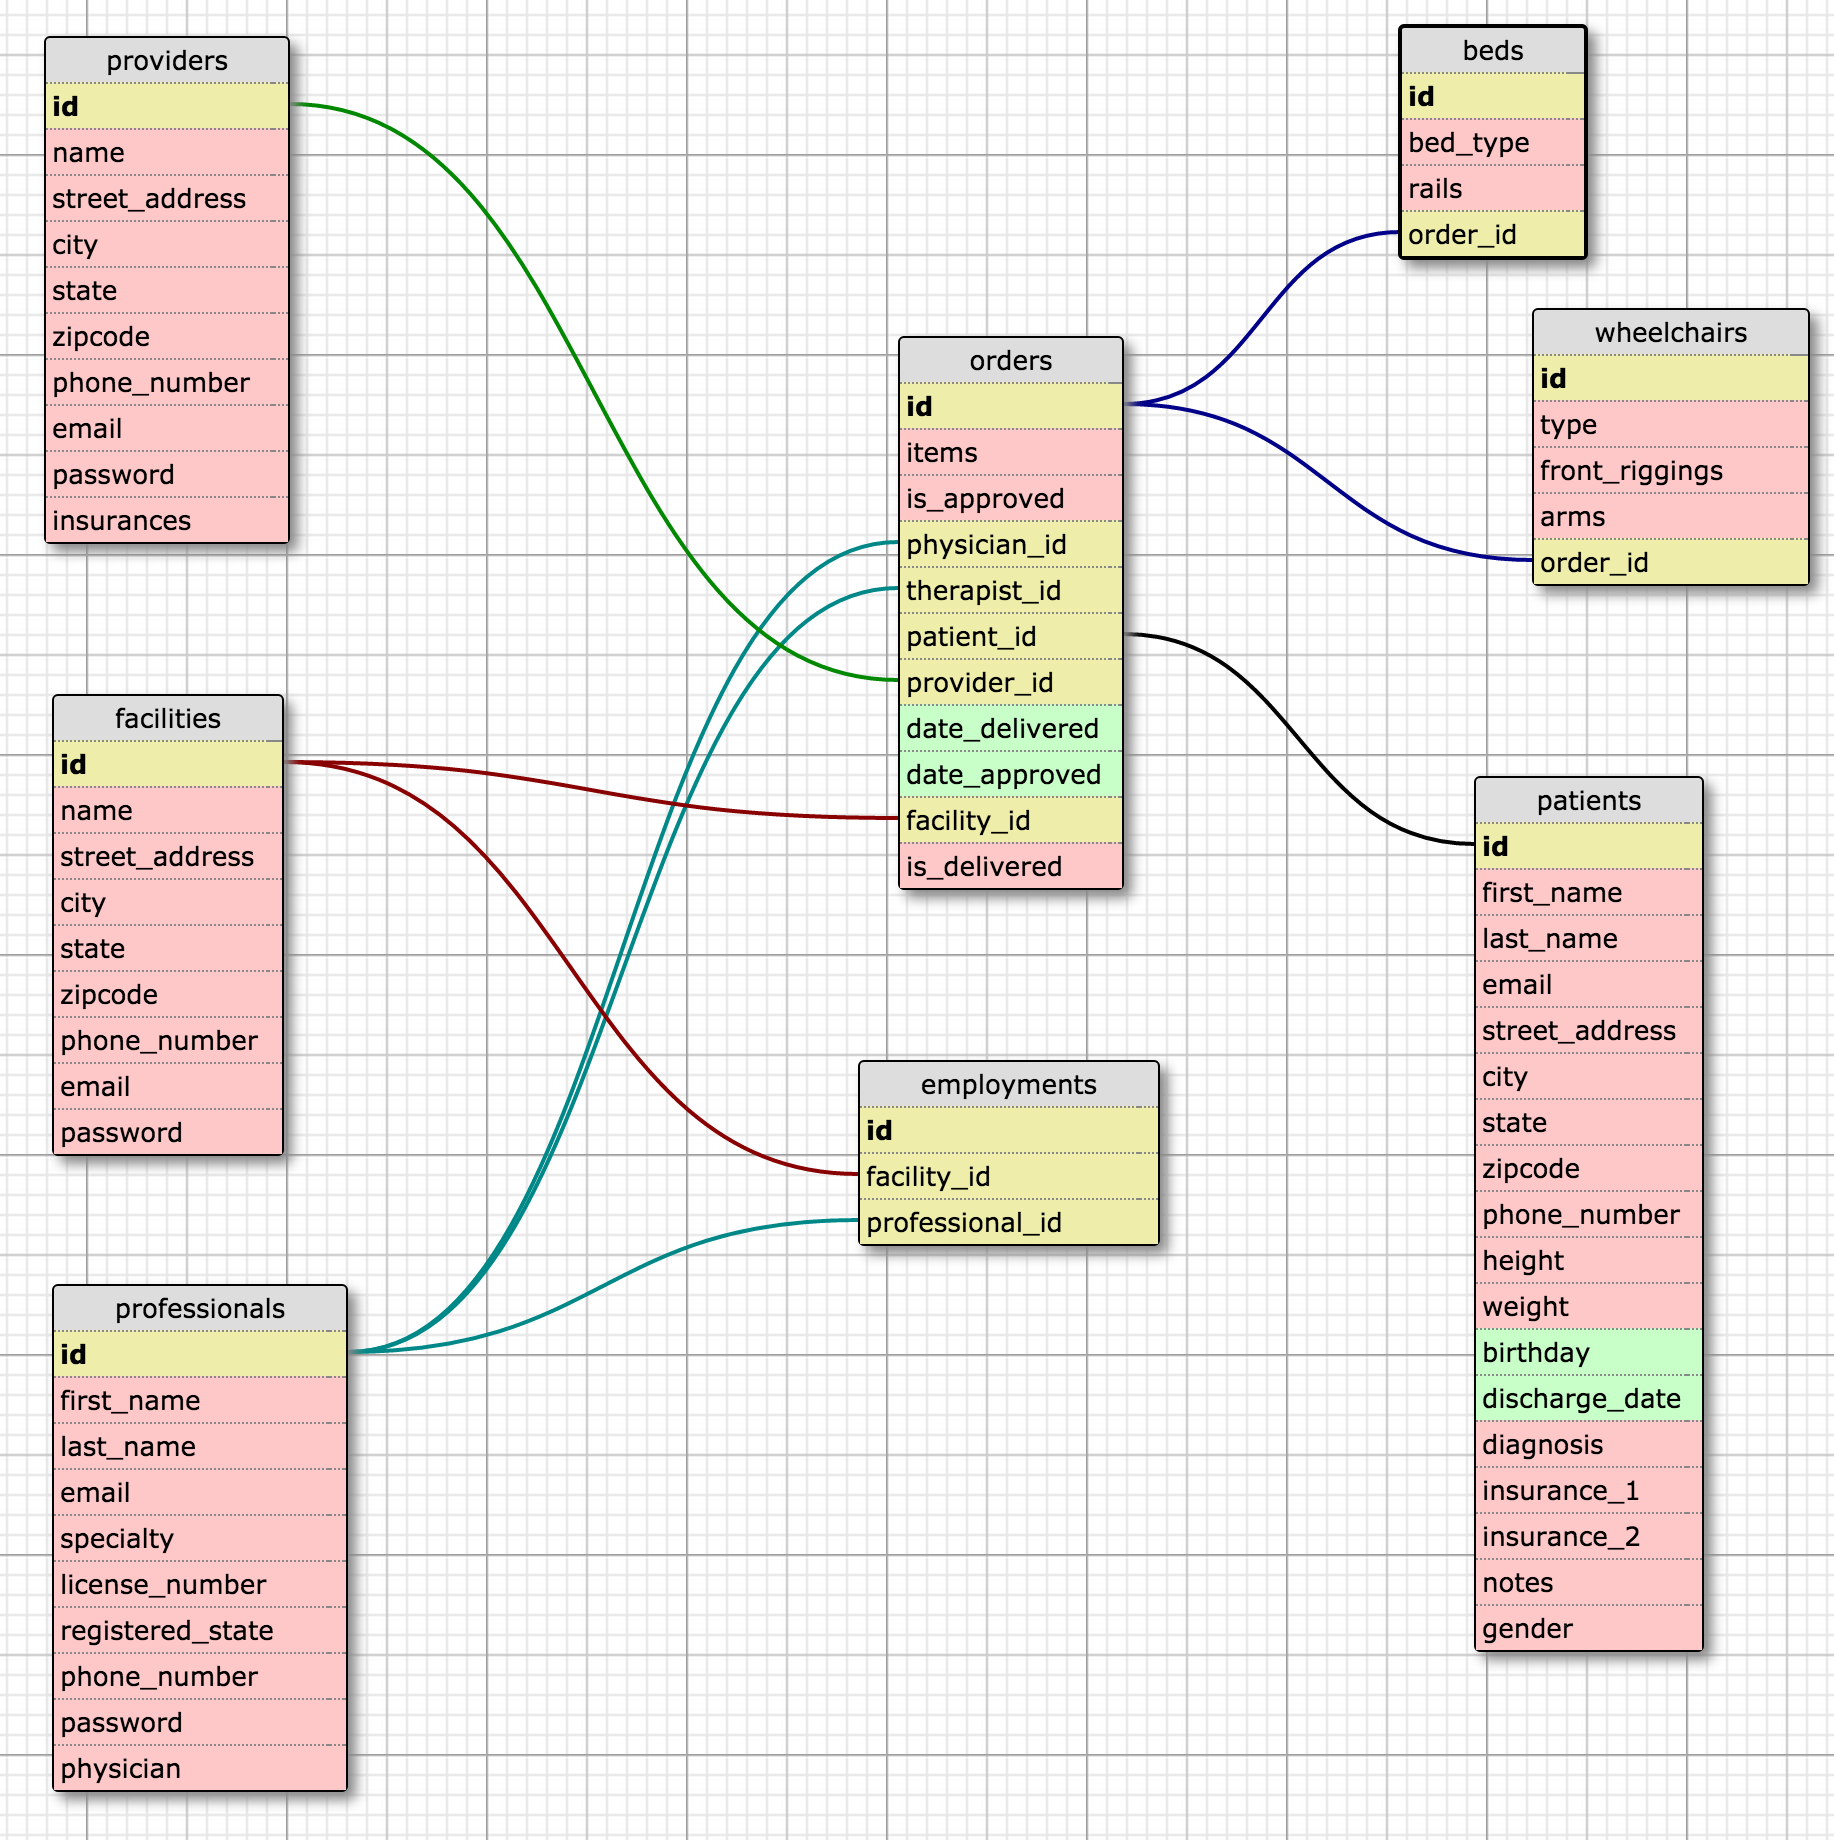 providers
id
name
street_address
city
state
zipcode
phone_number
email
password
insurances
facilities
id
name
street_address
city
state
zipcode
phone_number
email
password
professionals
id
first_name
last_name
email
specialty
license_number
registered_state
phone_number
password
physician
orders
id
items
is_approved
physician_id
therapist_id
patient_id
provider_id
date_delivered
date_approved
facility_id
is_delivered
employments
id
facility_id
professional_id
beds
id
bed_type
rails
order_id
wheelchairs
id
type
front_riggings
arms
order_id
patients
id
first_name
last_name
email
street_address
city
state
zipcode
phone_number
height
weight
birthday
discharge_date
diagnosis
insurance_1
insurance_2
notes
gender